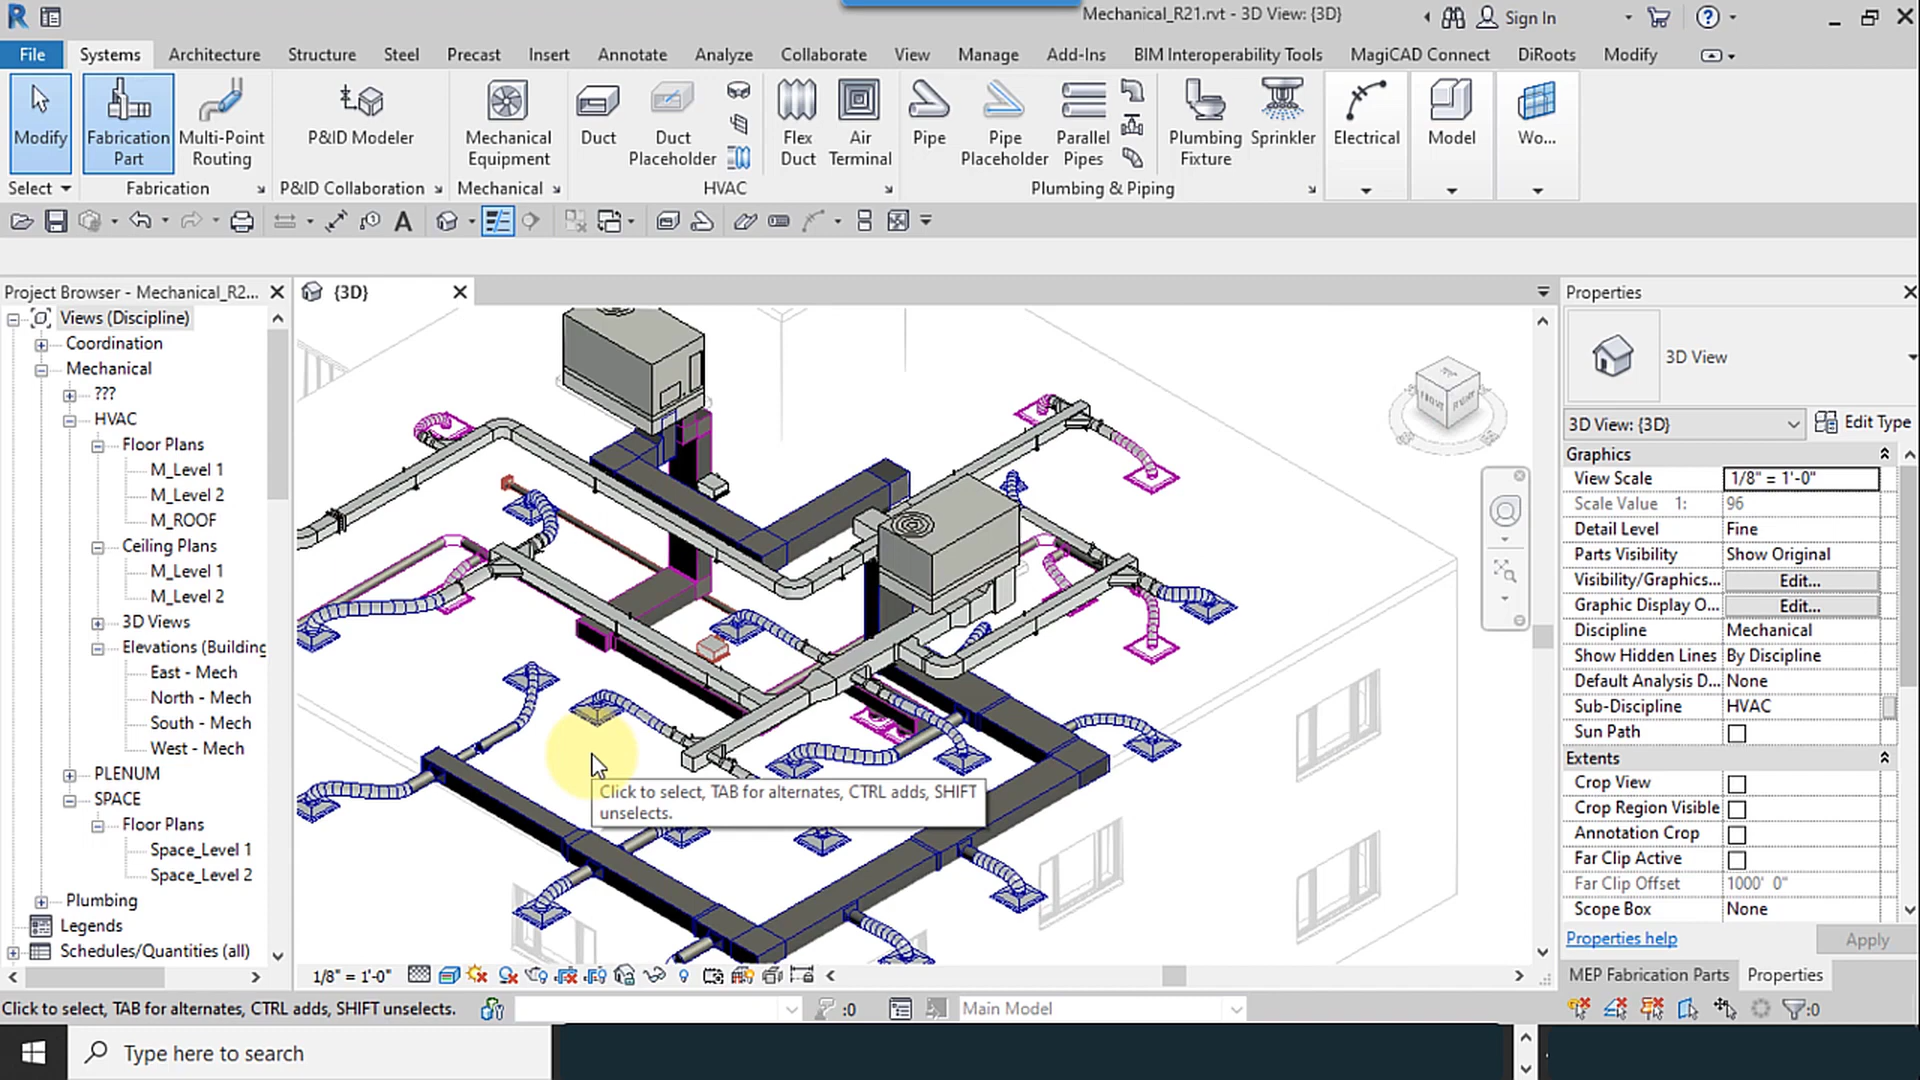 Mechanical_R21.rvt - 3D View: {3D}
Sign In
File Systems Architecture Structure Steel Precast Insert Annotate Analyze Collaborate View Manage Add-Ins BIM Interoperability Tools MagiCAD Connect DiRoots Modify
Modify
Fabrication Part
Multi-Point Routing
P&ID Modeler
Mechanical Equipment
Duct
Duct Placeholder
Flex Duct
Air Terminal
Pipe
Pipe Placeholder
Parallel Pipes
Plumbing Fixture
Sprinkler
Electrical
Model
Wo...
Select Fabrication P&ID Collaboration Mechanical HVAC Plumbing & Piping
Project Browser - Mechanical_R2...
Views (Discipline)
Coordination
Mechanical
???
HVAC
Floor Plans
M_Level 1
M_Level 2
M_ROOF
Ceiling Plans
M_Level 1
M_Level 2
3D Views
Elevations (Building
East - Mech
North - Mech
South - Mech
West - Mech
PLENUM
SPACE
Floor Plans
Space_Level 1
Space_Level 2
Plumbing
Legends
Schedules/Quantities (all)
{3D}
FRONT
Click to select, TAB for alternates, CTRL adds, SHIFT
unselects.
1/8" = 1'-0"
Properties
3D View
3D View: {3D} Edit Type
Graphics
View Scale 1/8" = 1'-0"
Scale Value 1: 96
Detail Level Fine
Parts Visibility Show Original
Visibility/Graphics... Edit...
Graphic Display O... Edit...
Discipline Mechanical
Show Hidden Lines By Discipline
Default Analysis D... None
Sub-Discipline HVAC
Sun Path
Extents
Crop View
Crop Region Visible
Annotation Crop
Far Clip Active
Far Clip Offset 1000' 0"
Scope Box None
Properties help Apply
MEP Fabrication Parts Properties
Click to select, TAB for alternates, CTRL adds, SHIFT unselects.
:0
Main Model
:0
Type here to search